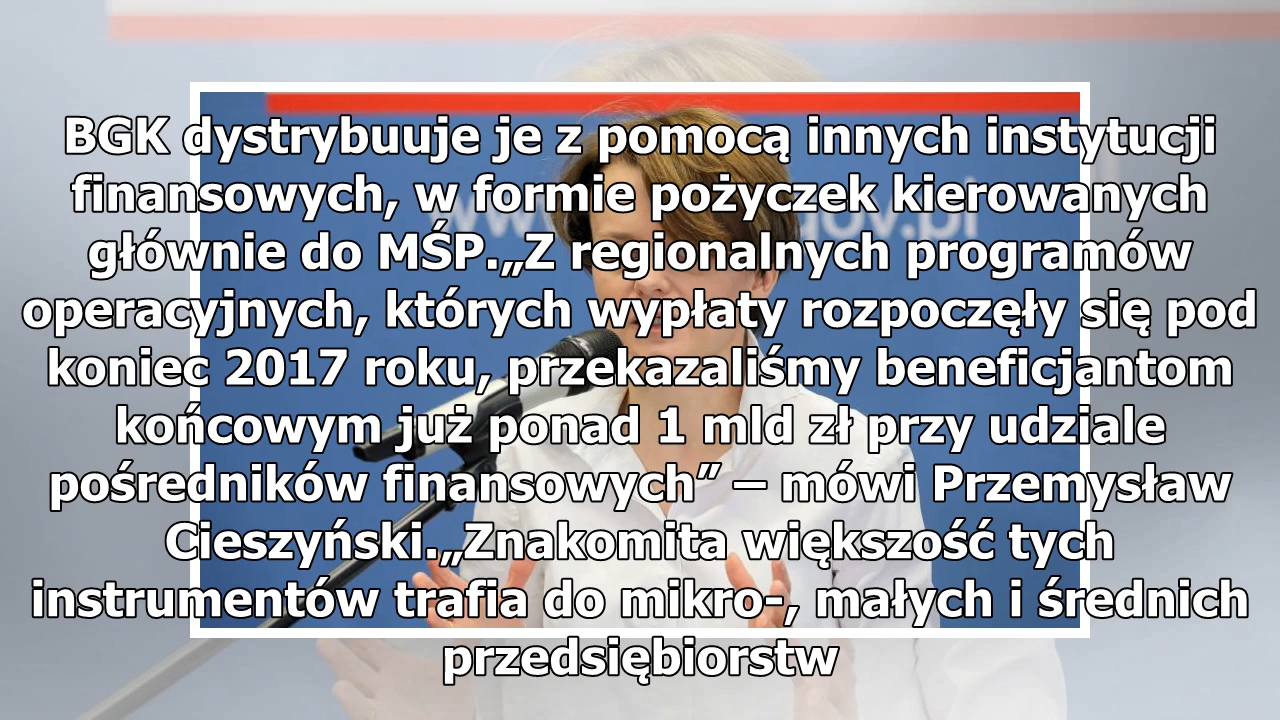 BGK dystrybuuje je z pomocą innych instytucji
finansowych, w formie pożyczek kierowanych
głównie do MŚP.„Z regionalnych programów
operacyjnych, których wypłaty rozpoczęły się pod
koniec 2017 roku, przekazaliśmy beneficjantom
końcowym już ponad 1 mld zł przy udziale
pośredników finansowych” – mówi Przemysław
Cieszyński.„Znakomita większość tych
instrumentów trafia do mikro-, małych i średnich
przedsiębiorstw